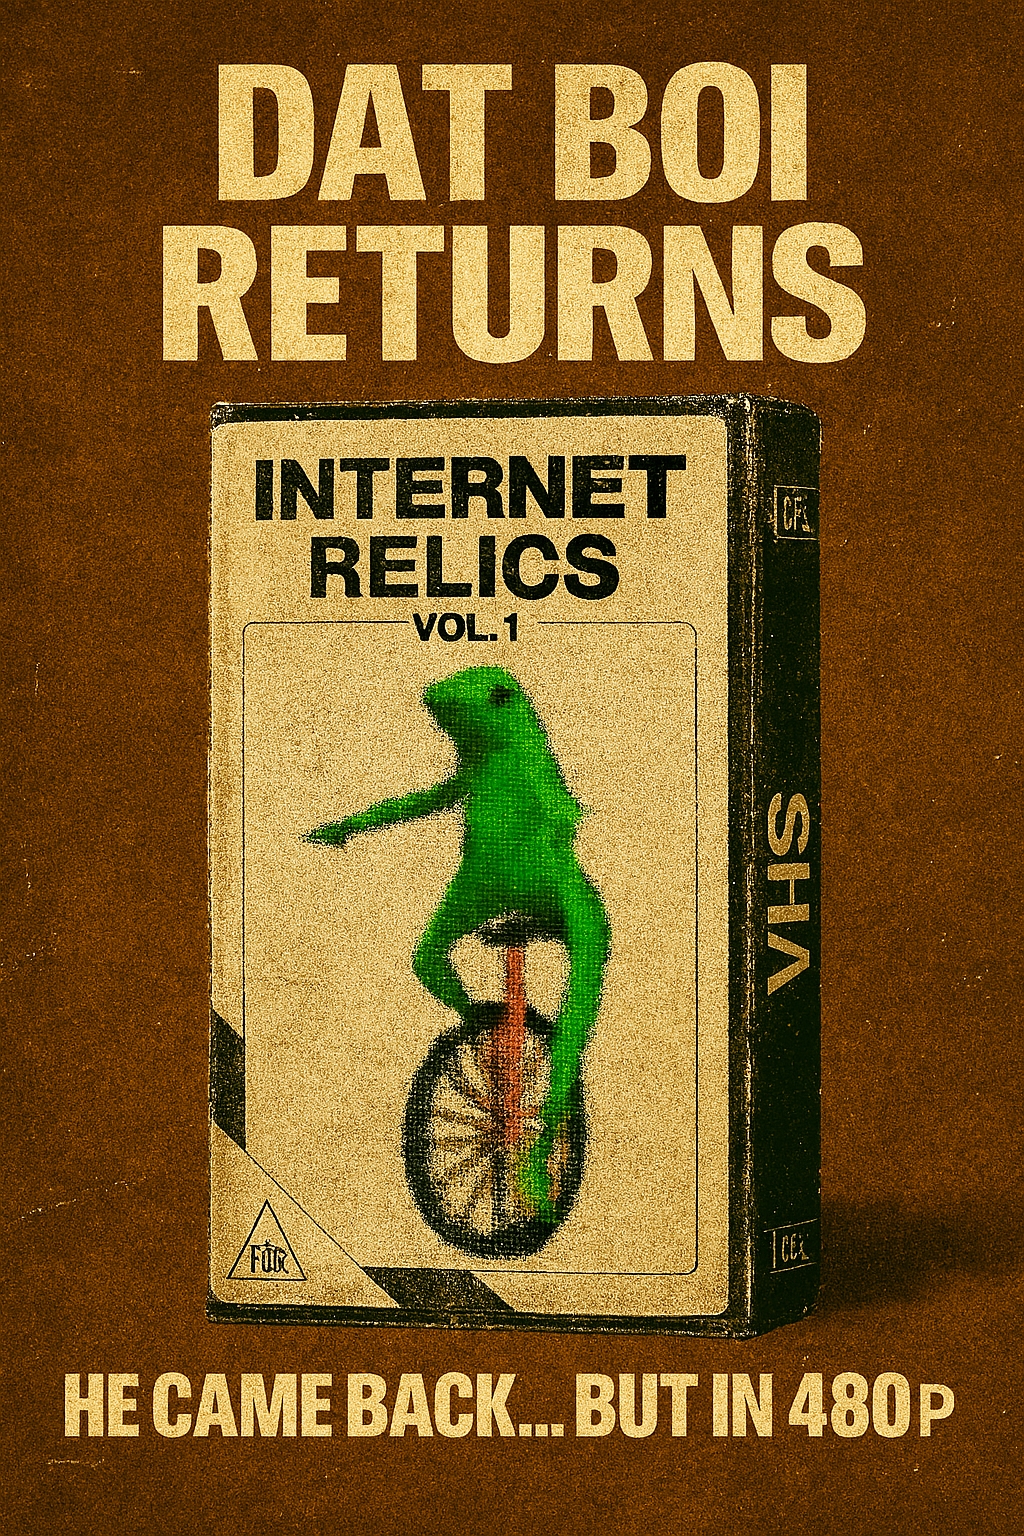 DAT BOI
RETURNS
INTERNET
RELICS
VOL. 1
VHS
HE CAME BACK... BUT IN 480P